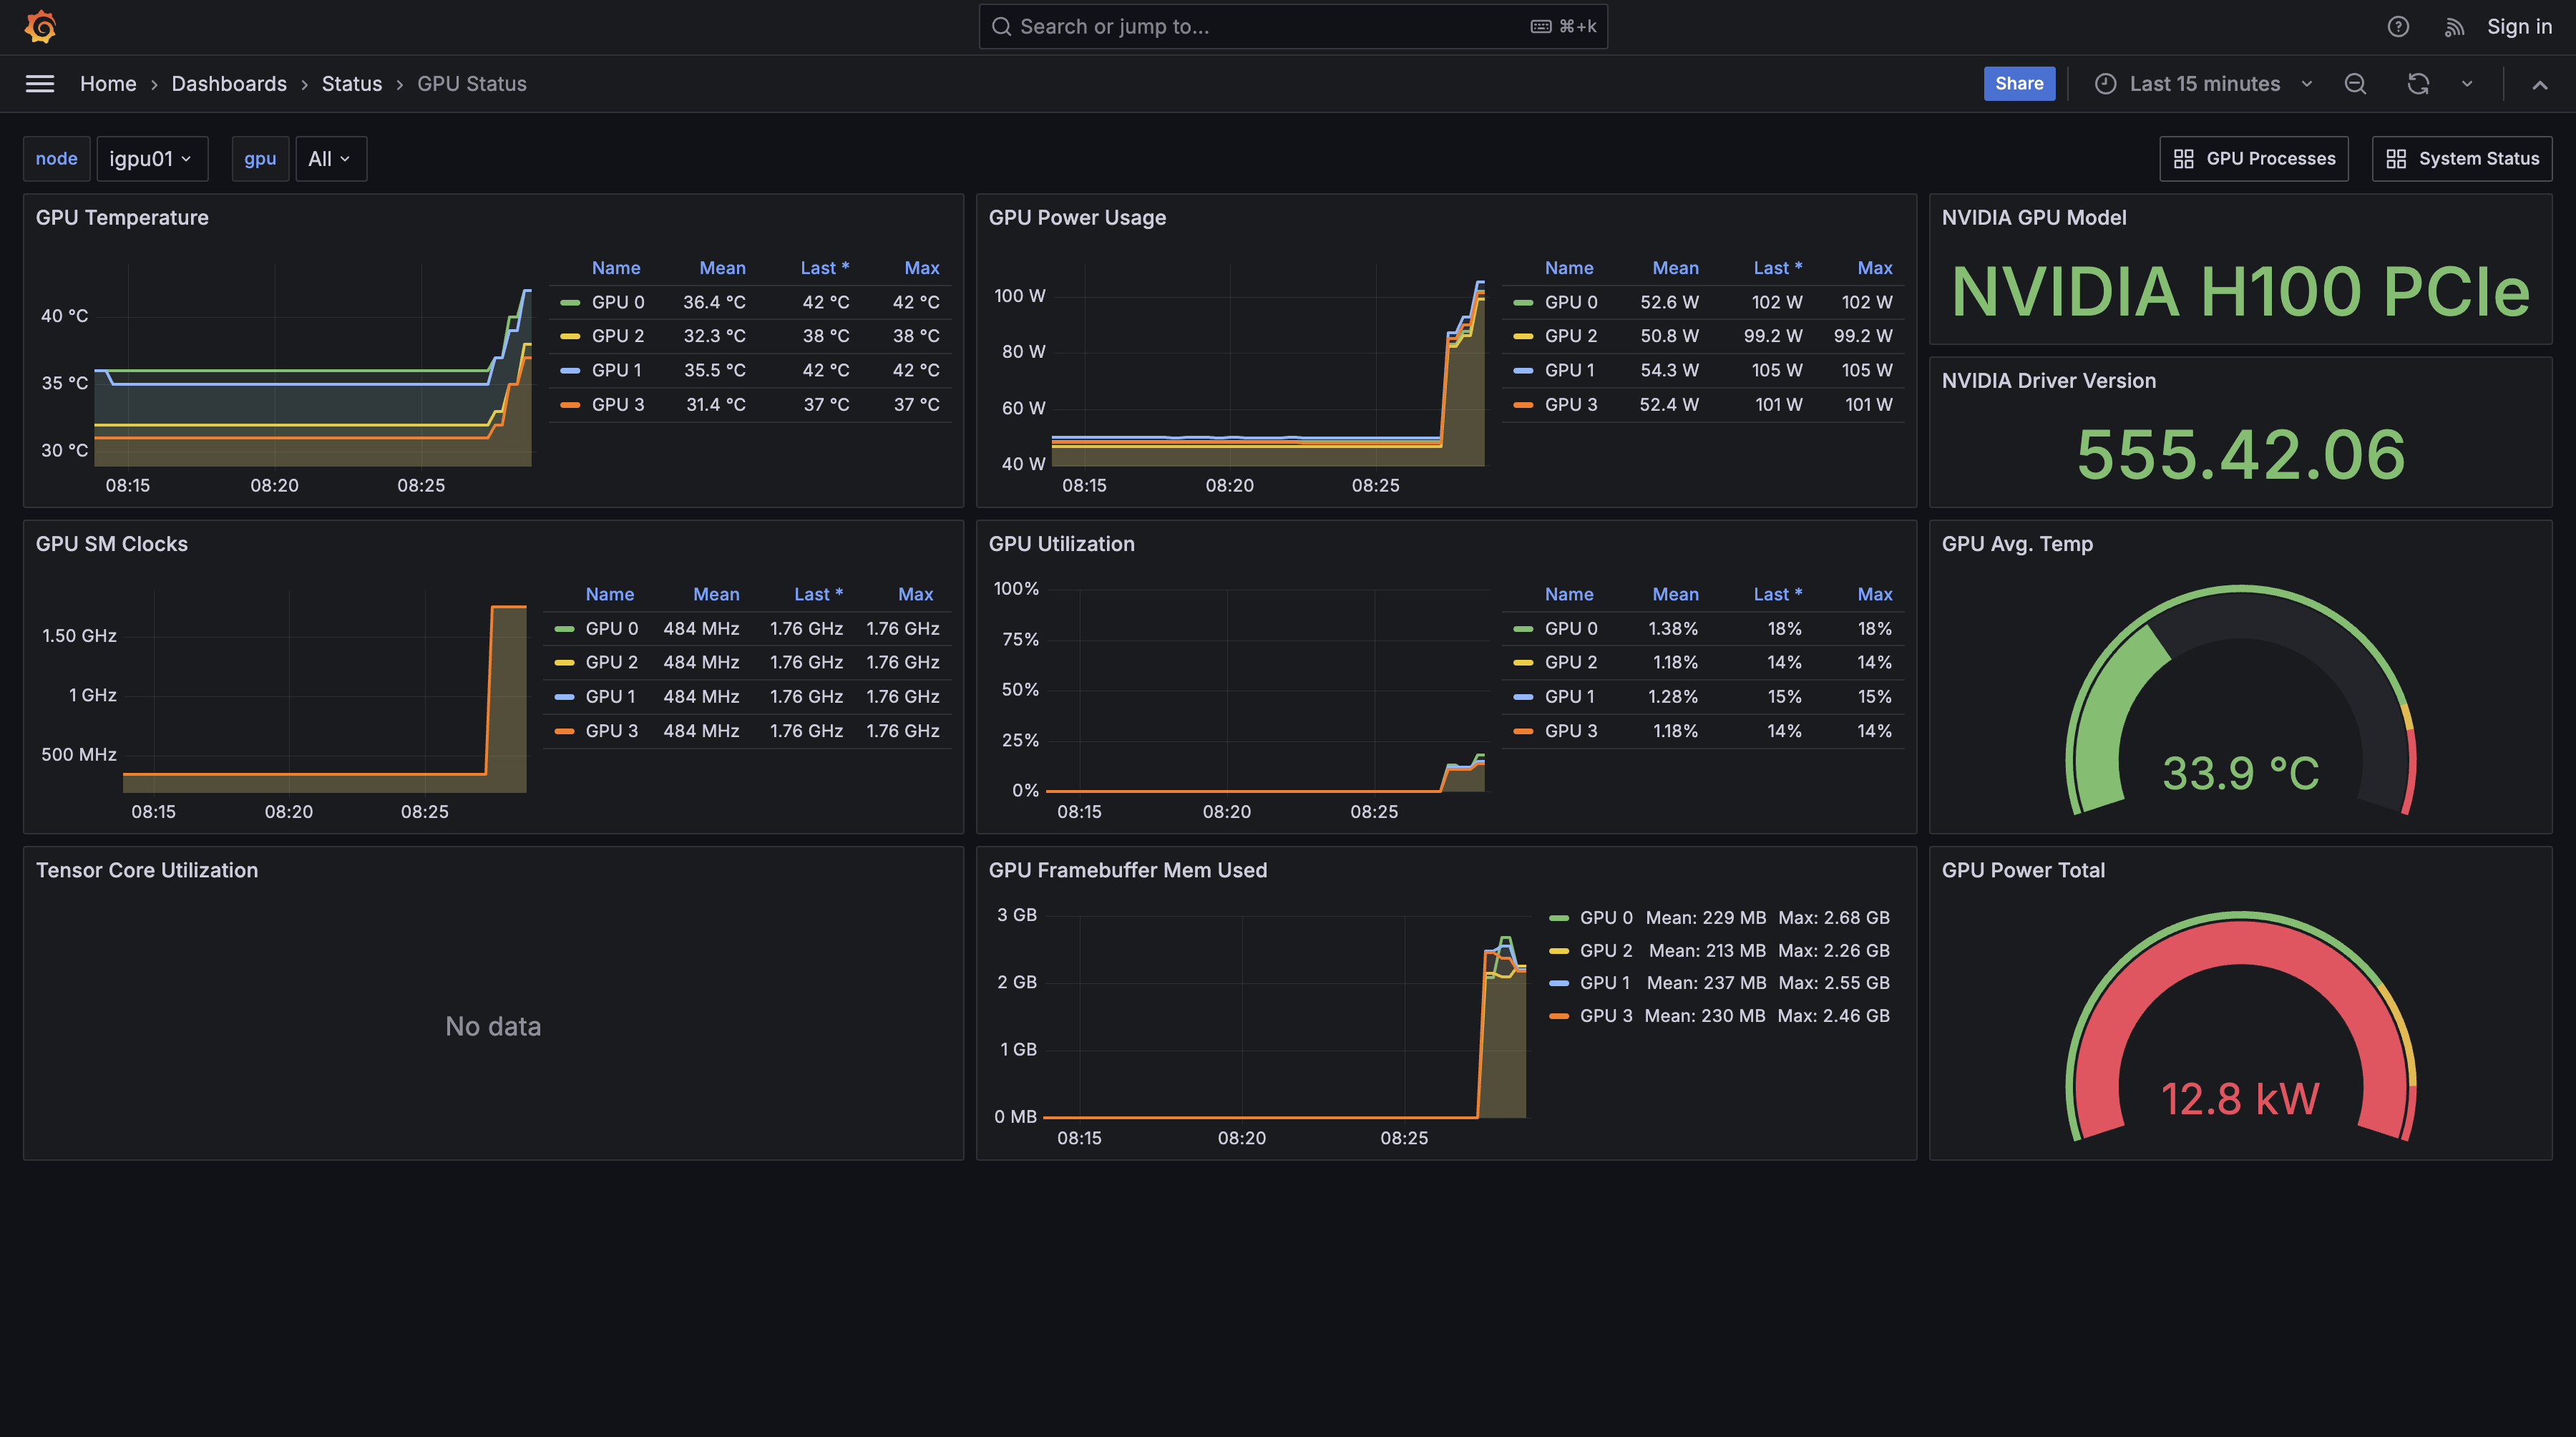 Search or jump to...
⌘+k
Sign in
Home › Dashboards › Status › GPU Status
Share
Last 15 minutes
node
igpu01
gpu
All
GPU Processes
System Status
GPU Temperature
40 °C
35 °C
30 °C
08:15 08:20 08:25
Name Mean Last * Max
GPU 0 36.4 °C 42 °C 42 °C
GPU 2 32.3 °C 38 °C 38 °C
GPU 1 35.5 °C 42 °C 42 °C
GPU 3 31.4 °C 37 °C 37 °C
GPU Power Usage
100 W
80 W
60 W
40 W
08:15 08:20 08:25
Name Mean Last * Max
GPU 0 52.6 W 102 W 102 W
GPU 2 50.8 W 99.2 W 99.2 W
GPU 1 54.3 W 105 W 105 W
GPU 3 52.4 W 101 W 101 W
NVIDIA GPU Model
NVIDIA H100 PCIe
NVIDIA Driver Version
555.42.06
GPU SM Clocks
1.50 GHz
1 GHz
500 MHz
08:15 08:20 08:25
Name Mean Last * Max
GPU 0 484 MHz 1.76 GHz 1.76 GHz
GPU 2 484 MHz 1.76 GHz 1.76 GHz
GPU 1 484 MHz 1.76 GHz 1.76 GHz
GPU 3 484 MHz 1.76 GHz 1.76 GHz
GPU Utilization
100%
75%
50%
25%
0%
08:15 08:20 08:25
Name Mean Last * Max
GPU 0 1.38% 18% 18%
GPU 2 1.18% 14% 14%
GPU 1 1.28% 15% 15%
GPU 3 1.18% 14% 14%
GPU Avg. Temp
33.9 °C
Tensor Core Utilization
No data
GPU Framebuffer Mem Used
3 GB
2 GB
1 GB
0 MB
08:15 08:20 08:25
GPU 0 Mean: 229 MB Max: 2.68 GB
GPU 2 Mean: 213 MB Max: 2.26 GB
GPU 1 Mean: 237 MB Max: 2.55 GB
GPU 3 Mean: 230 MB Max: 2.46 GB
GPU Power Total
12.8 kW